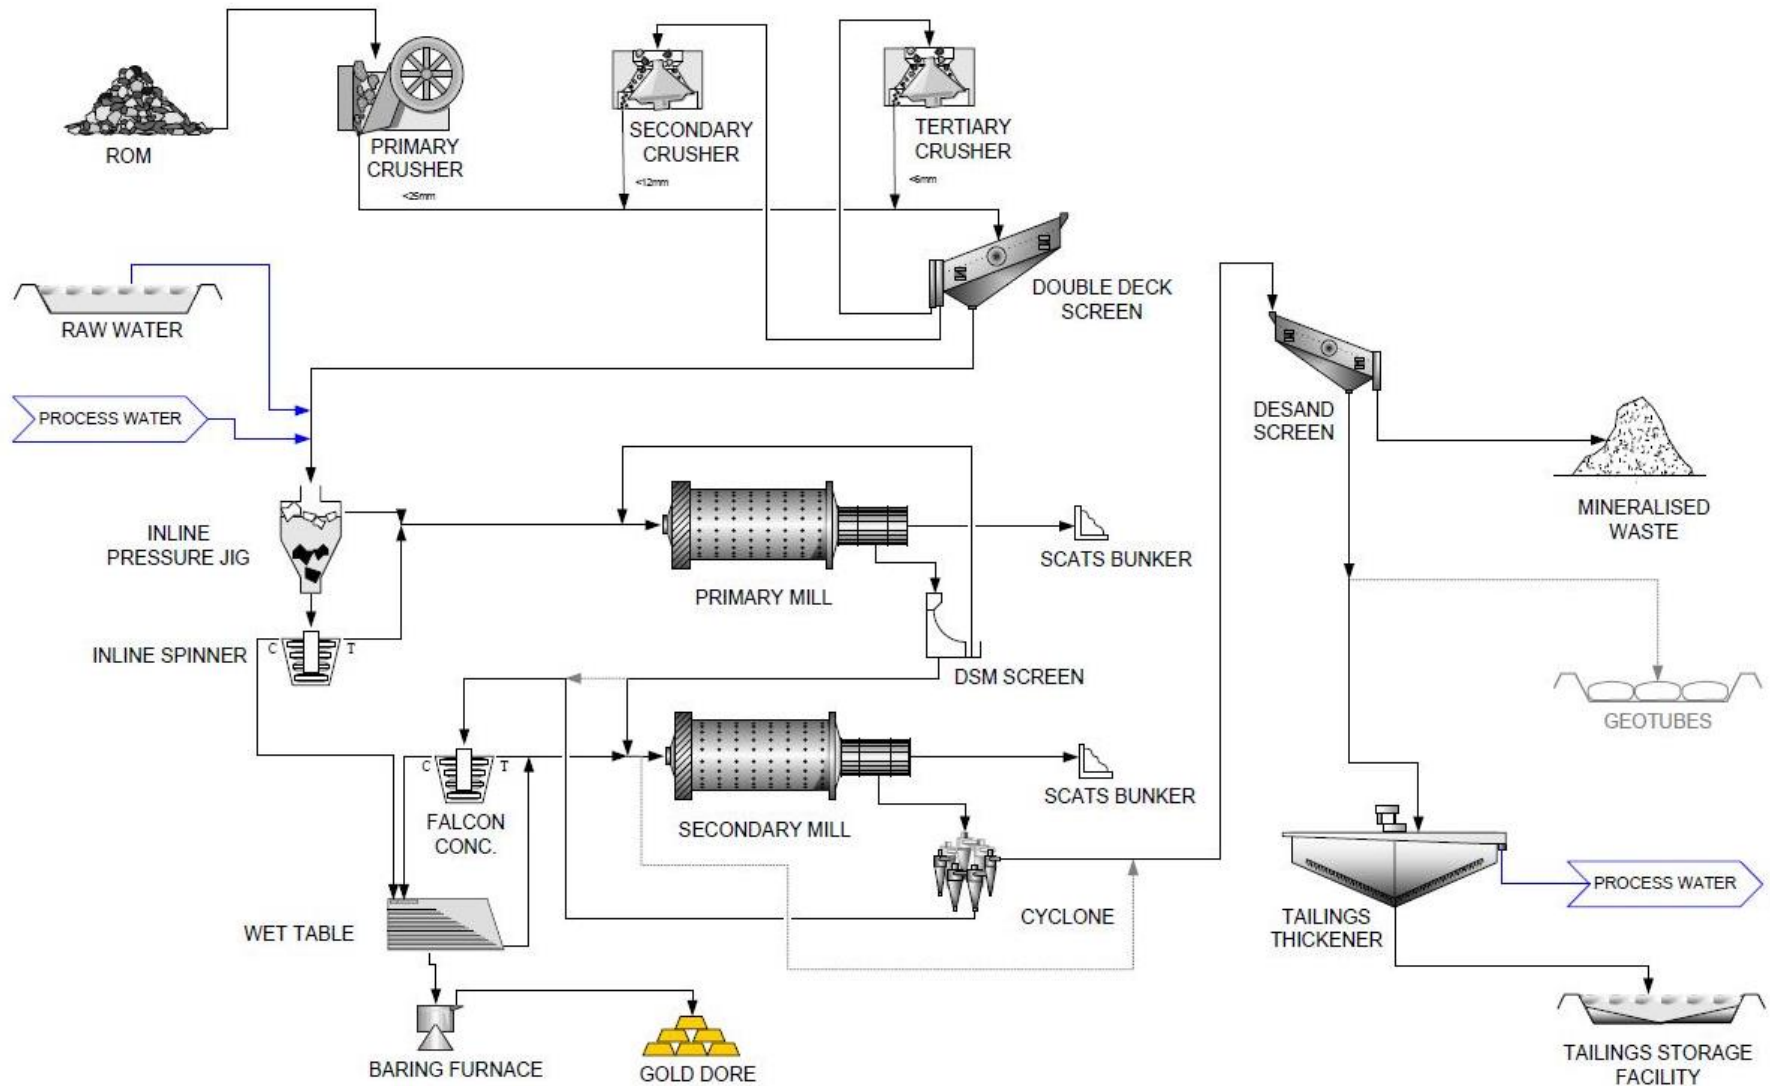 ROM
PRIMARY
CRUSHER
<25mm
SECONDARY
CRUSHER
<12mm
TERTIARY
CRUSHER
<6mm
DOUBLE DECK
SCREEN
RAW WATER
PROCESS WATER
DESAND
SCREEN
MINERALISED
WASTE
INLINE
PRESSURE JIG
PRIMARY MILL
SCATS BUNKER
INLINE SPINNER
C
T
DSM SCREEN
GEOTUBES
C
T
FALCON
CONC.
SECONDARY MILL
SCATS BUNKER
CYCLONE
WET TABLE
TAILINGS
THICKENER
PROCESS WATER
BARING FURNACE
GOLD DORE
TAILINGS STORAGE
FACILITY